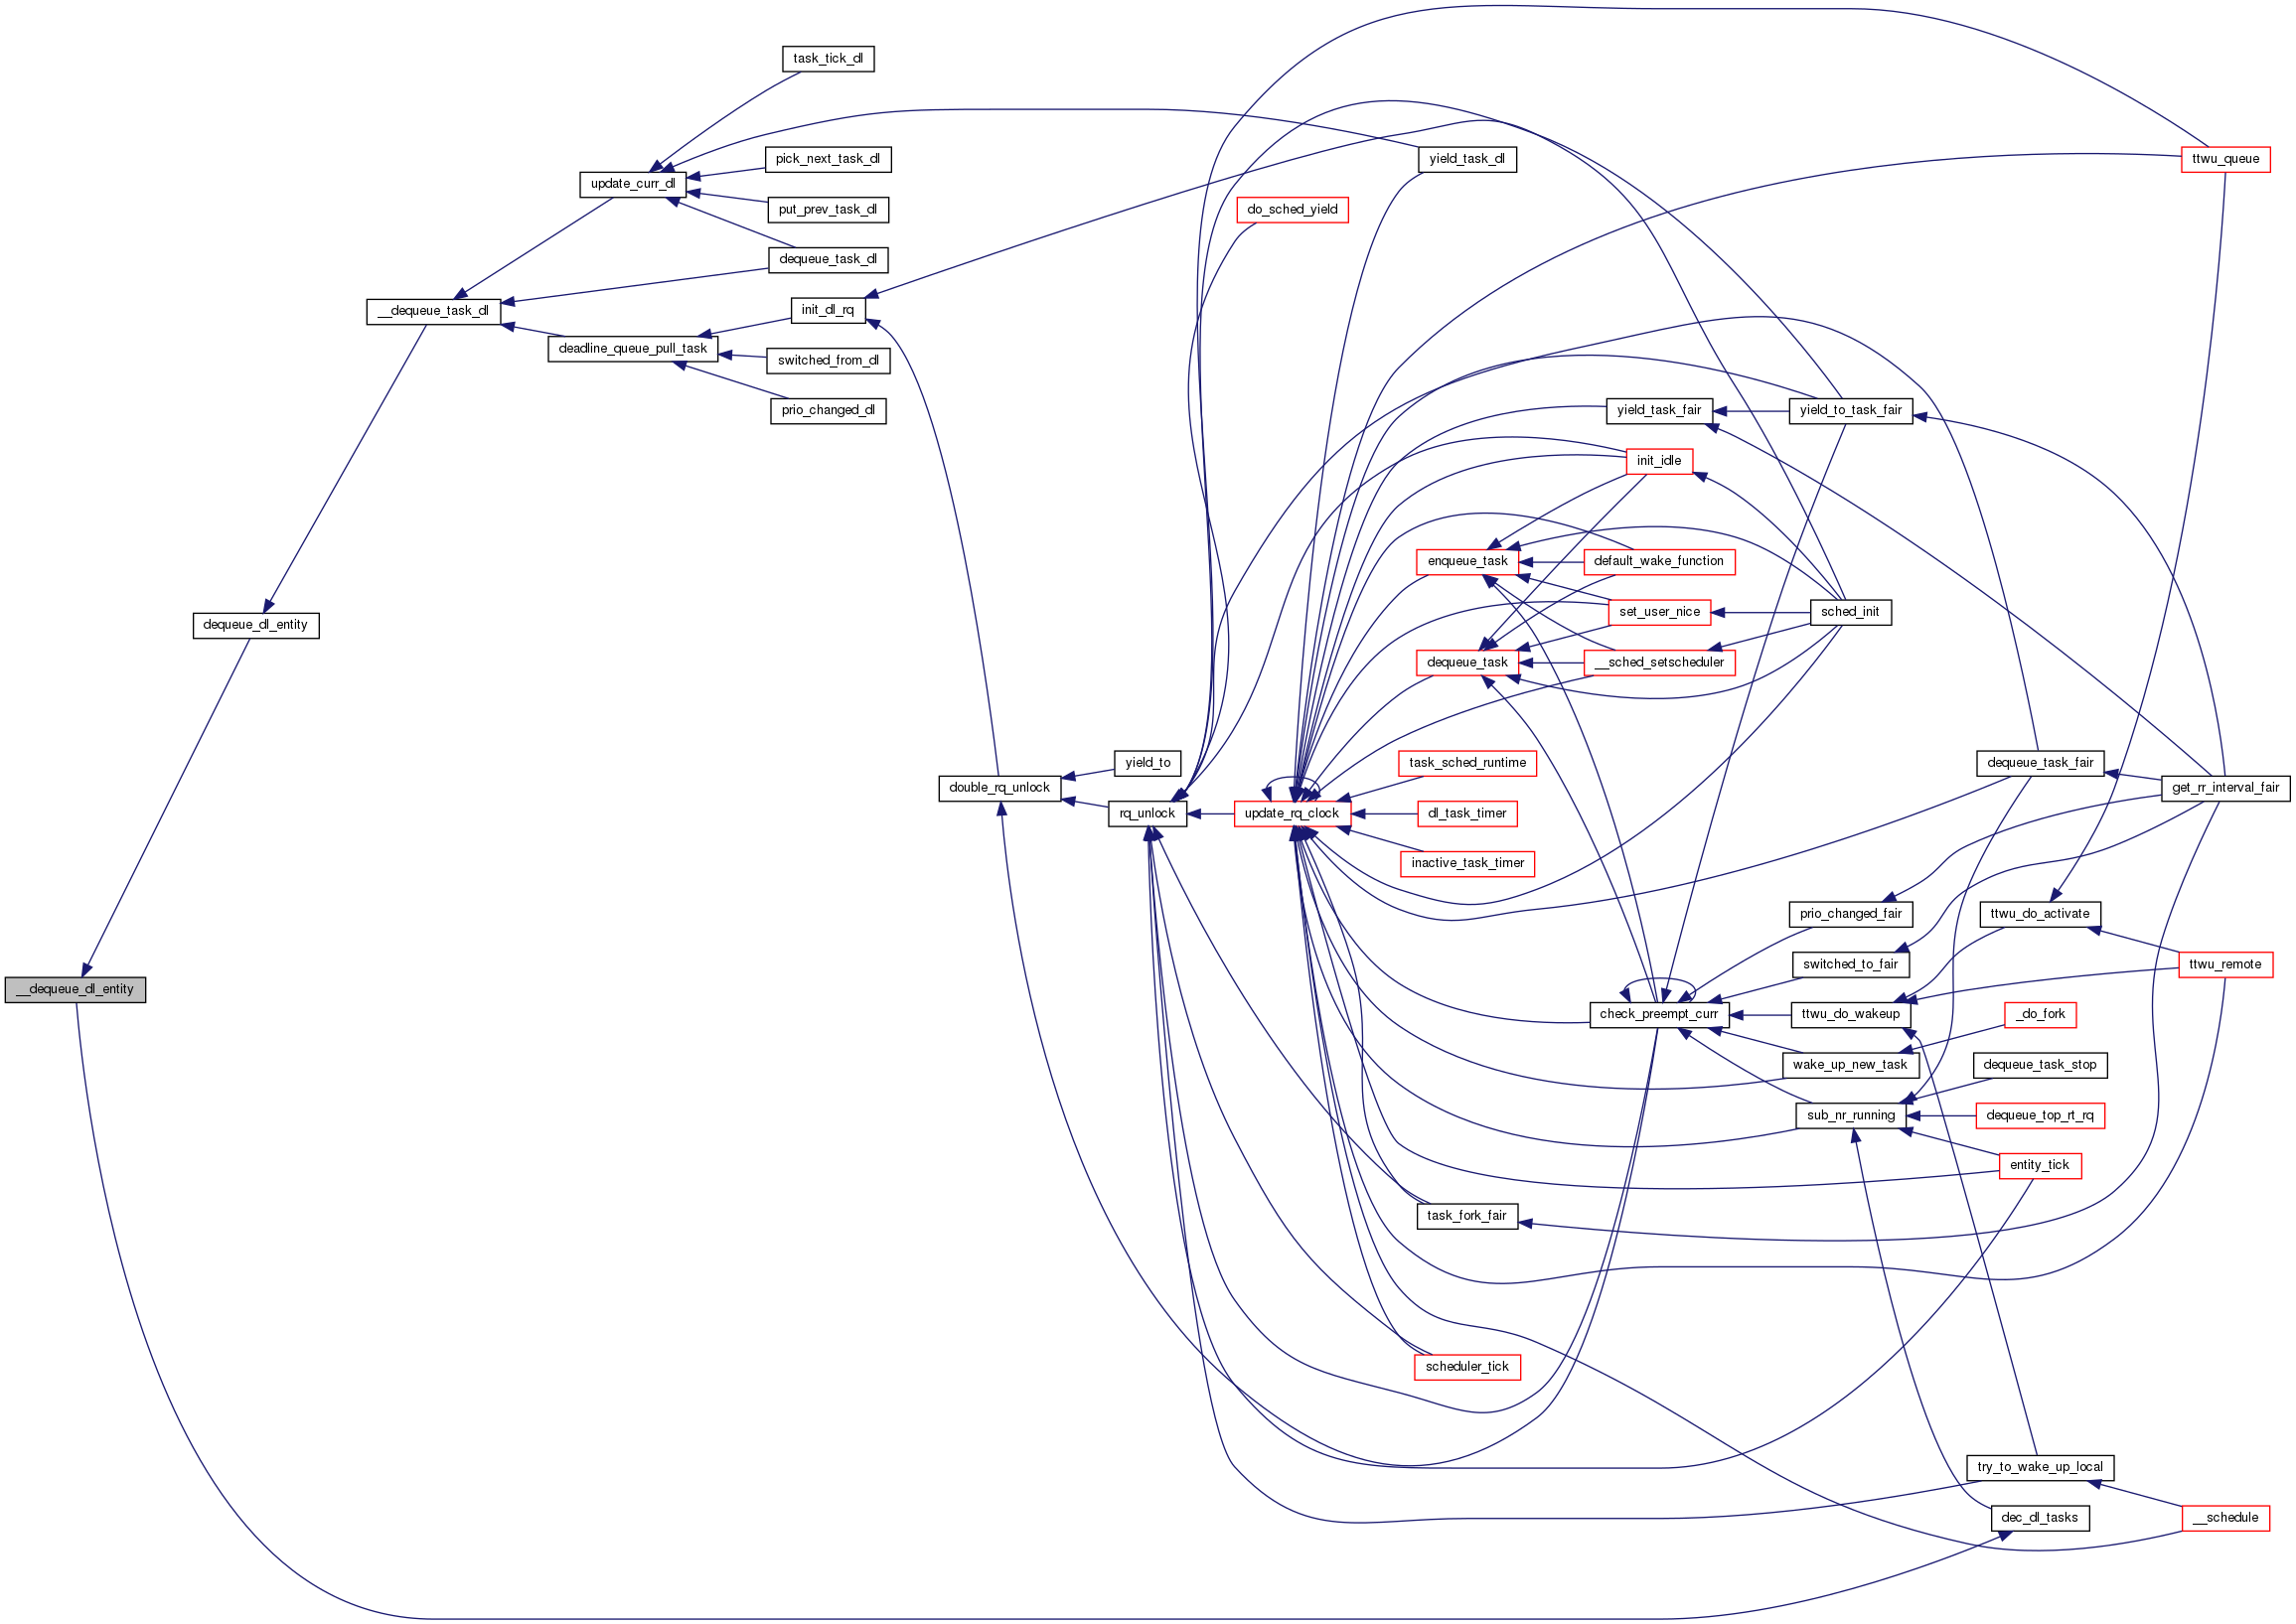 task_tick_dl
pick_next_task_dl
update_curr_dl
put_prev_task_dl
dequeue_task_dl
__dequeue_task_dl
init_dl_rq
deadline_queue_pull_task
switched_from_dl
prio_changed_dl
dequeue_dl_entity
__dequeue_dl_entity
yield_to
double_rq_unlock
rq_unlock
yield_task_dl
do_sched_yield
update_rq_clock
enqueue_task
dequeue_task
task_sched_runtime
dl_task_timer
inactive_task_timer
task_fork_fair
scheduler_tick
yield_task_fair
init_idle
default_wake_function
set_user_nice
__sched_setscheduler
check_preempt_curr
yield_to_task_fair
sched_init
prio_changed_fair
switched_to_fair
ttwu_do_wakeup
wake_up_new_task
sub_nr_running
dequeue_task_fair
ttwu_do_activate
_do_fork
dequeue_task_stop
dequeue_top_rt_rq
entity_tick
try_to_wake_up_local
dec_dl_tasks
ttwu_queue
get_rr_interval_fair
ttwu_remote
__schedule